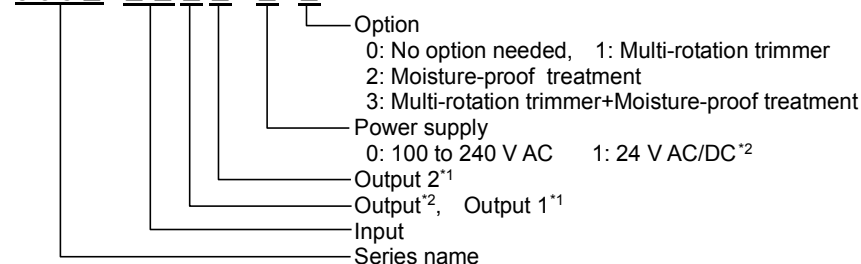 Option
0: No option needed, 1: Multi-rotation trimmer
2: Moisture-proof treatment
3: Multi-rotation trimmer+Moisture-proof treatment
Power supply
0: 100 to 240 V AC 1: 24 V AC/DC*2
Output 2*1
Output*2, Output 1*1
Input
Series name